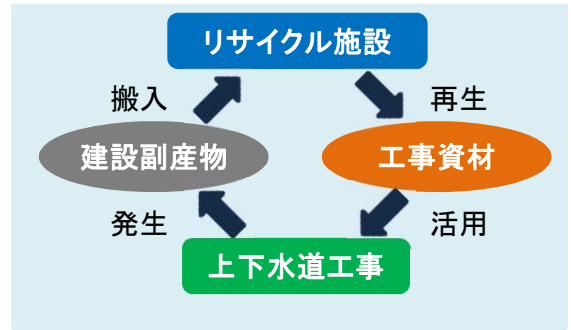 リサイクル施設
搬入
再生
建設副産物
工事資材
発生
活用
上下水道工事